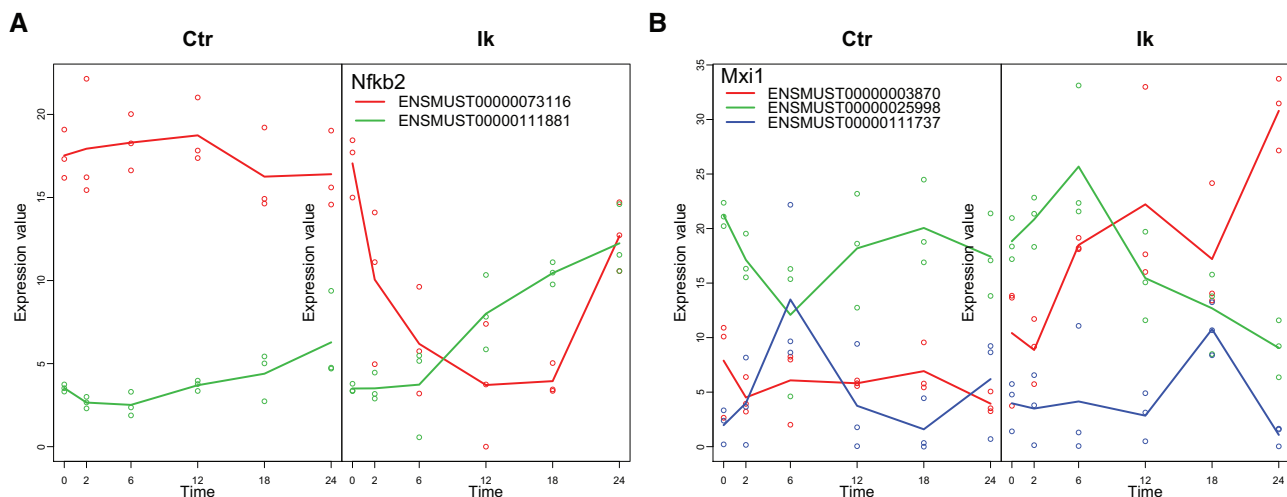 A
Ctr
Ik
Expression value
0
5
10
15
20
Expression value
Nfkb2
ENSMUST00000073116
ENSMUST00000111881
0 2 6 12 18 24
0 2 6 12 18 24
Time
Time
B
Ctr
Ik
Expression value
0
5
10
15
20
25
30
35
Expression value
Mxi1
ENSMUST00000003870
ENSMUST00000025998
ENSMUST00000111737
0 2 6 12 18 24
0 2 6 12 18 24
Time
Time